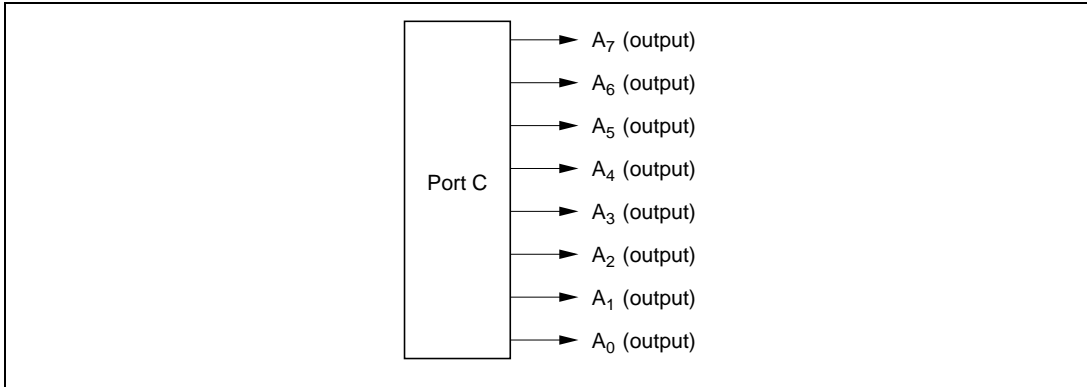 A7 (output)
A6 (output)
A5 (output)
A4 (output)
Port C
A3 (output)
A2 (output)
A1 (output)
A0 (output)